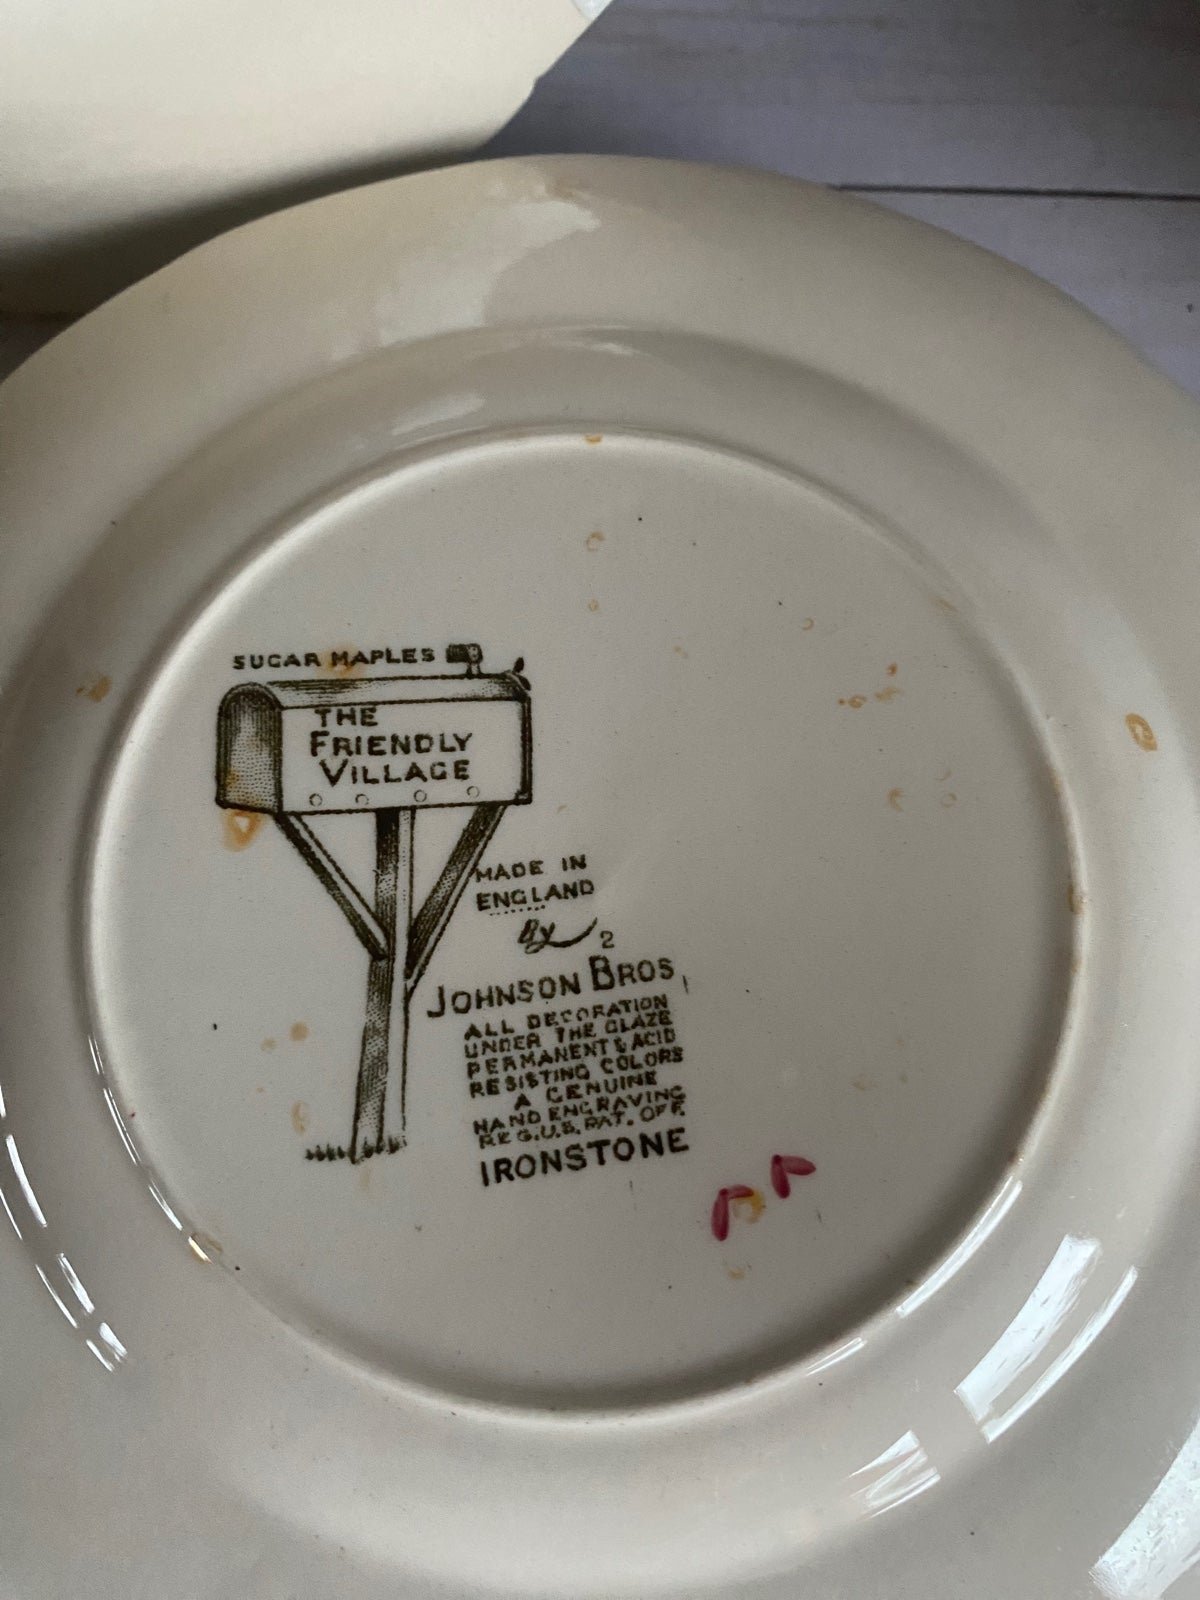 SUGAR MAPLES
THE
FRIENDLY
VILLAGE
MADE IN
ENGLAND
By 2
JOHNSON BROS
ALL DECORATION
UNDER THE GLAZE
PERMANENT & ACID
RESISTING COLORS
A GENUINE
HAND ENGRAVING
REG.U.S. PAT. OFF.
IRONSTONE